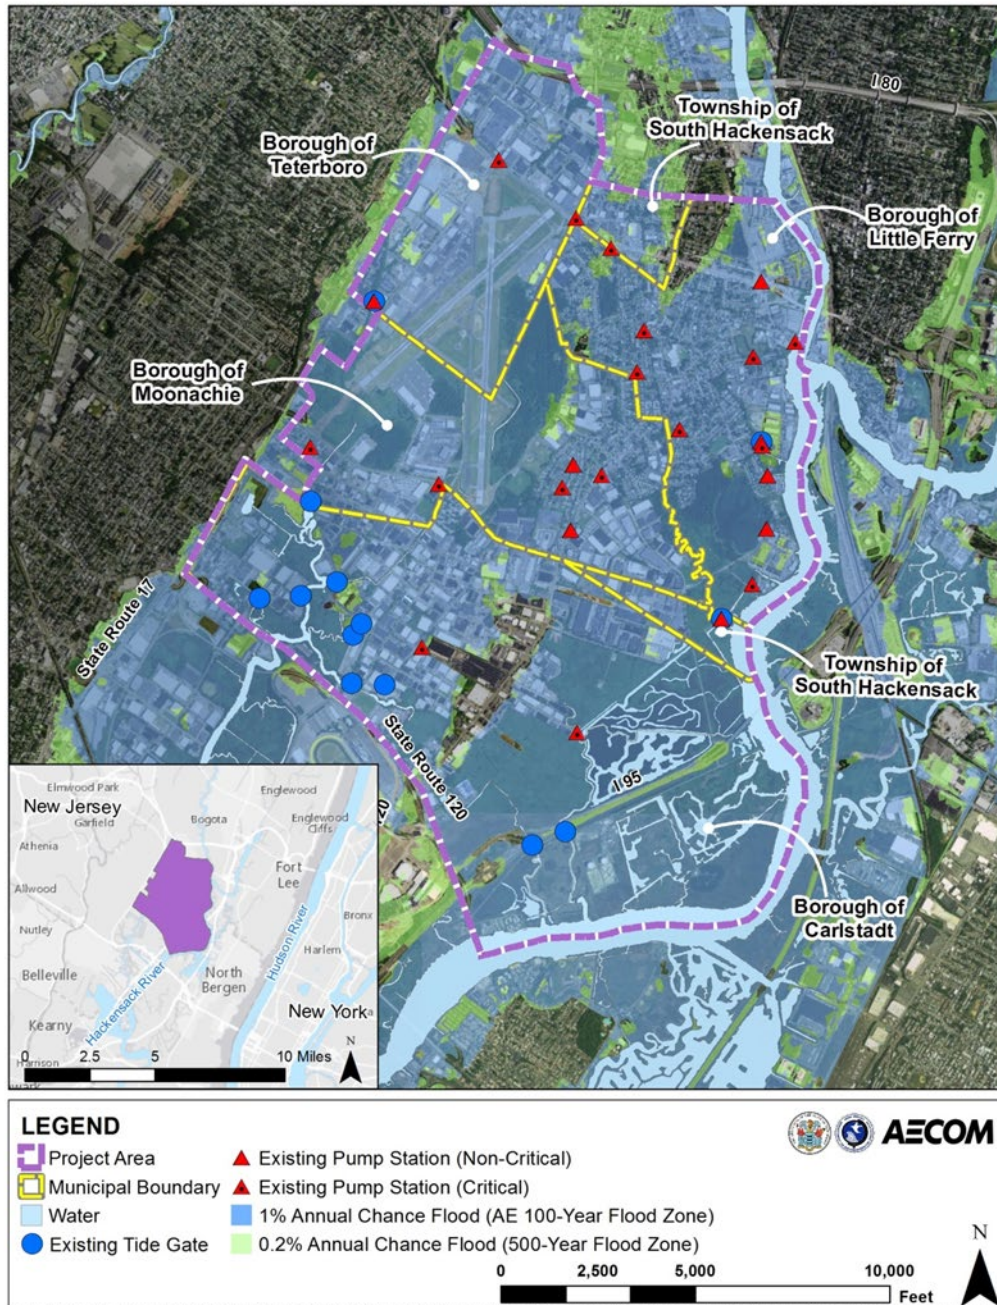 I 80
Township of
South Hackensack
Borough of
Teterboro
Borough of
Little Ferry
Borough of
Moonachie
State Route 17
Township of
South Hackensack
State Route 120
I 95
120
Borough of
Carlstadt
Elmwood Park
Englewood
New Jersey
Garfield
Bogota
Englewood
Cliffs
Athenia
Fort
Lee
Allwood
Bronx
Nutley
Hudson River
Harlem
Belleville
North
Bergen
Hackensack River
Kearny
New York
Harrison
N
0 2.5 5 10 Miles
LEGEND
AECOM
Project Area
Existing Pump Station (Non-Critical)
Municipal Boundary
Existing Pump Station (Critical)
Water
1% Annual Chance Flood (AE 100-Year Flood Zone)
Existing Tide Gate
0.2% Annual Chance Flood (500-Year Flood Zone)
N
0 2,500 5,000 10,000
Feet